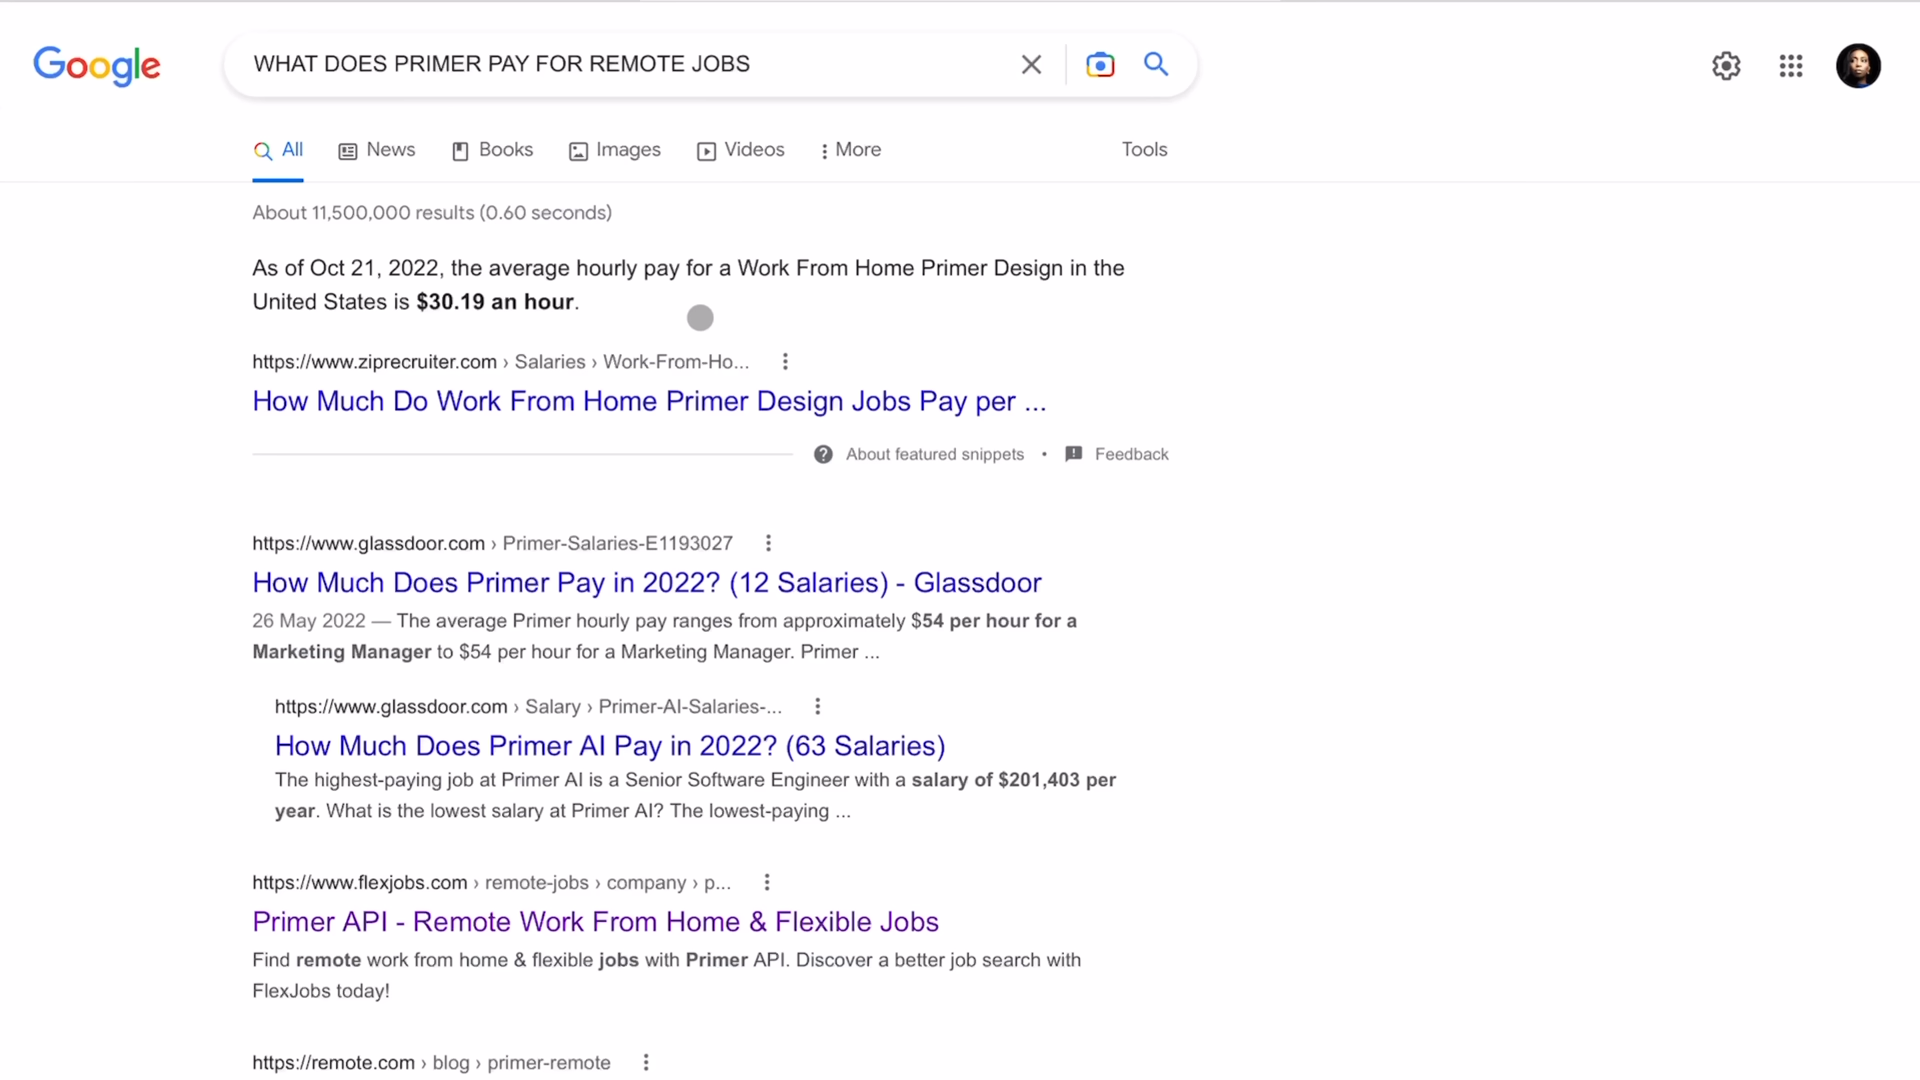 Google
WHAT DOES PRIMER PAY FOR REMOTE JOBS
All
News
Books
Images
Videos
More
Tools
About 11,500,000 results (0.60 seconds)
As of Oct 21, 2022, the average hourly pay for a Work From Home Primer Design in the
United States is $30.19 an hour.
https://www.ziprecruiter.com › Salaries › Work-From-Ho...
How Much Do Work From Home Primer Design Jobs Pay per ...
About featured snippets • Feedback
https://www.glassdoor.com › Primer-Salaries-E1193027
How Much Does Primer Pay in 2022? (12 Salaries) - Glassdoor
26 May 2022 — The average Primer hourly pay ranges from approximately $54 per hour for a
Marketing Manager to $54 per hour for a Marketing Manager. Primer ...
https://www.glassdoor.com › Salary › Primer-AI-Salaries-...
How Much Does Primer AI Pay in 2022? (63 Salaries)
The highest-paying job at Primer AI is a Senior Software Engineer with a salary of $201,403 per
year. What is the lowest salary at Primer AI? The lowest-paying ...
https://www.flexjobs.com › remote-jobs › company › p...
Primer API - Remote Work From Home & Flexible Jobs
Find remote work from home & flexible jobs with Primer API. Discover a better job search with
FlexJobs today!
https://remote.com › blog › primer-remote